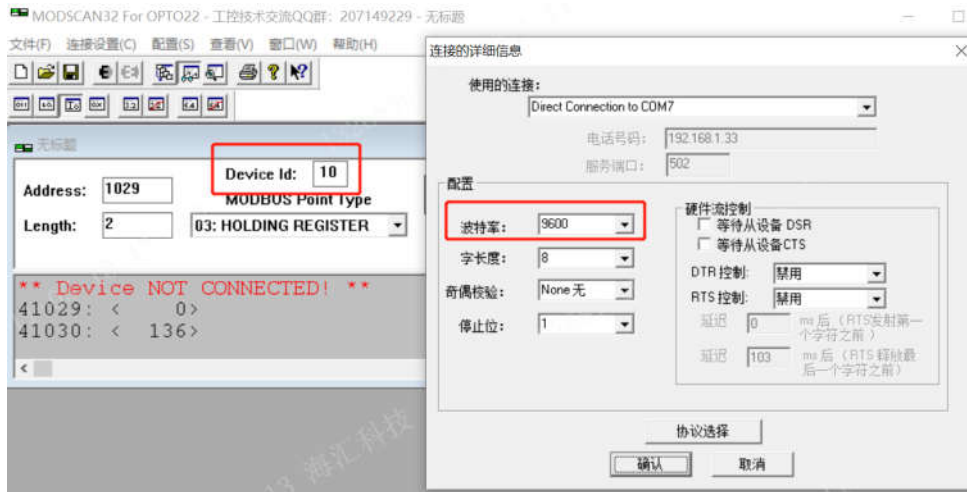 MODSCAN32 For OPTO22 - 工控技术交流QQ群：207149229 - 无标题
文件(F) 连接设置(C) 配置(S) 查看(V) 窗口(W) 帮助(H)
无标题
Device Id: 10
Address: 1029
MODBUS Point Type
Length: 2
03: HOLDING REGISTER
** Device NOT CONNECTED! **
41029: < 0>
41030: < 136>
连接的详细信息
使用的连接:
Direct Connection to COM7
电话号码: 192.168.1.33
服务端口: 502
配置
波特率: 9600
字长度: 8
奇偶校验: None 无
停止位: 1
硬件流控制
等待从设备 DSR
等待从设备CTS
DTR 控制: 禁用
RTS 控制: 禁用
延迟 0 ms 后（RTS发射第一
个字符之前）
延迟 103 ms 后（RTS 释放最
后一个字符之前）
协议选择
确认 取消
13 海汇科技